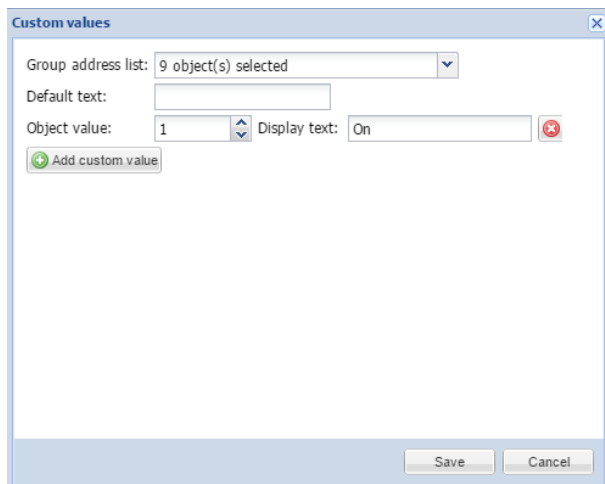 Custom values
Group address list: 9 object(s) selected
Default text:
Object value: 1 Display text: On
Add custom value
Save Cancel